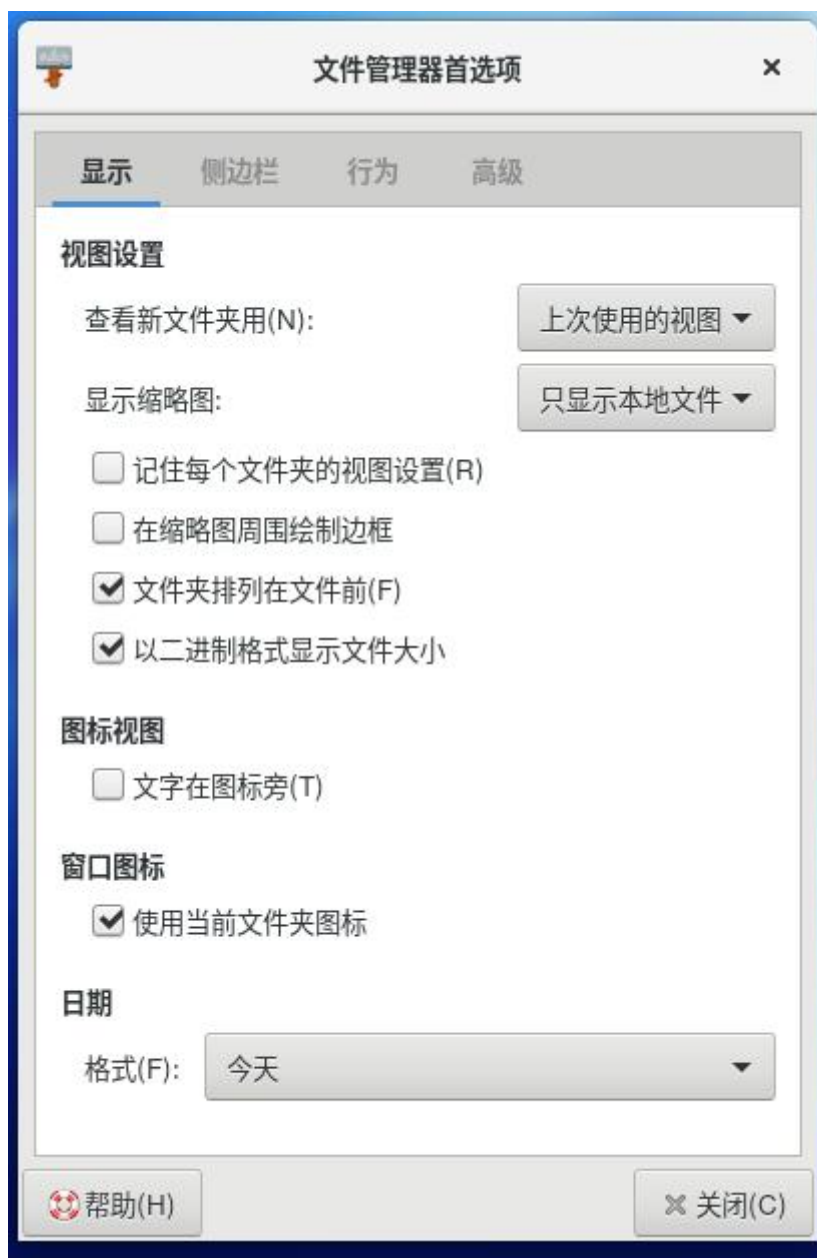 文件管理器首选项
显示 侧边栏 行为 高级
视图设置
查看新文件夹用(N): 上次使用的视图
显示缩略图: 只显示本地文件
记住每个文件夹的视图设置(R)
在缩略图周围绘制边框
文件夹排列在文件前(F)
以二进制格式显示文件大小
图标视图
文字在图标旁(T)
窗口图标
使用当前文件夹图标
日期
格式(F): 今天
帮助(H) 关闭(C)